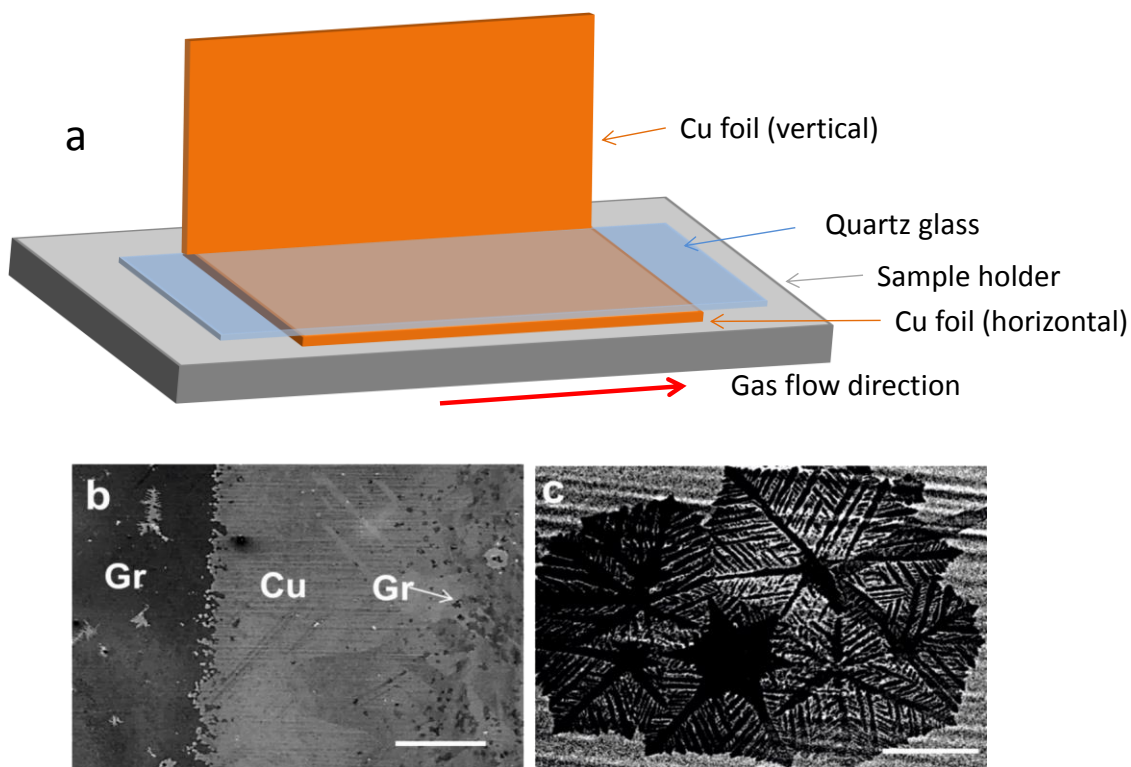 a
Cu foil (vertical)
Quartz glass
Sample holder
Cu foil (horizontal)
Gas flow direction
b
Gr
Cu
Gr
c